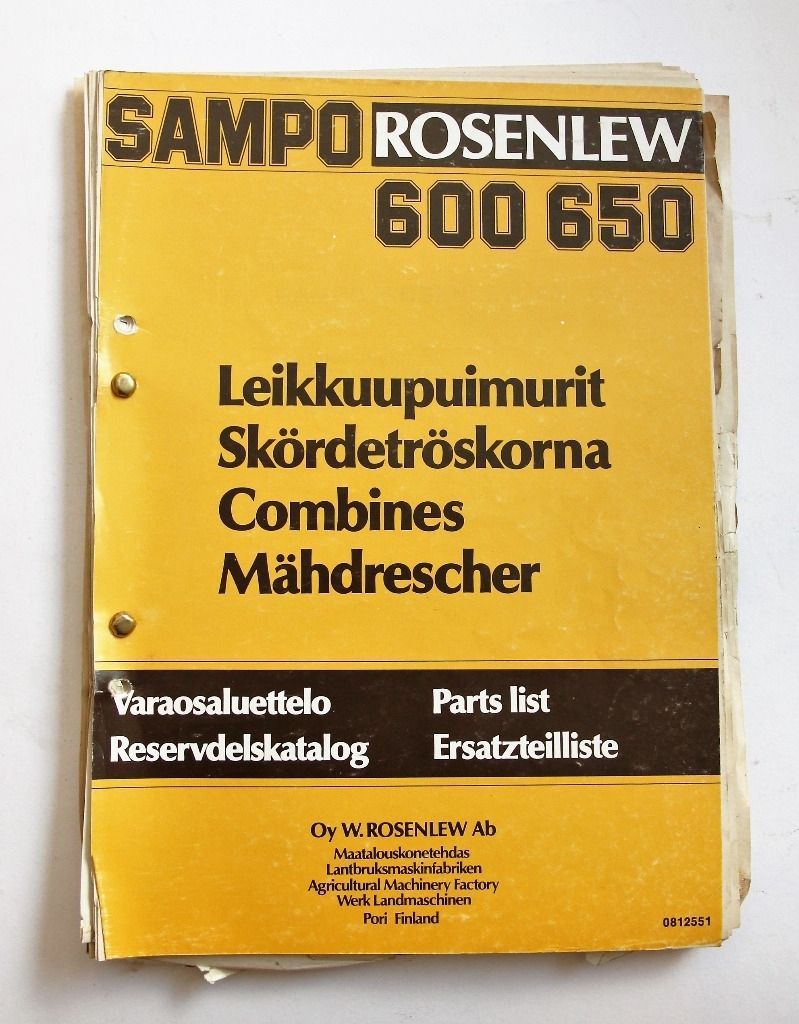 SAMPO ROSENLEW
600 650
Leikkuupuimurit
Skördetröskorna
Combines
Mähdrescher
Varaosaluettelo Parts list
Reservdelskatalog Ersatzteilliste
Oy W. ROSENLEW Ab
Maatalouskonetehdas
Lantbruksmaskinfabriken
Agricultural Machinery Factory
Werk Landmaschinen
Pori Finland
0812551